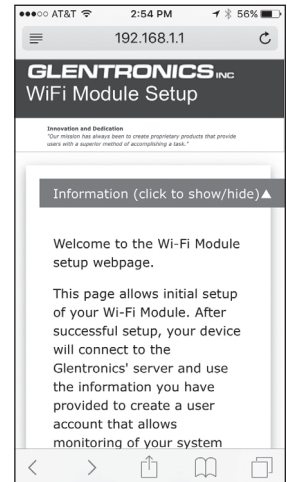 ●●●○○ AT&T 2:54 PM 56%
192.168.1.1
GLENTRONICS INC
WiFi Module Setup
Innovation and Dedication
"Our mission has always been to create proprietary products that provide
users with a superior method of accomplishing a task."
Information (click to show/hide)▲
Welcome to the Wi-Fi Module
setup webpage.
This page allows initial setup
of your Wi-Fi Module. After
successful setup, your device
will connect to the
Glentronics' server and use
the information you have
provided to create a user
account that allows
monitoring of your system